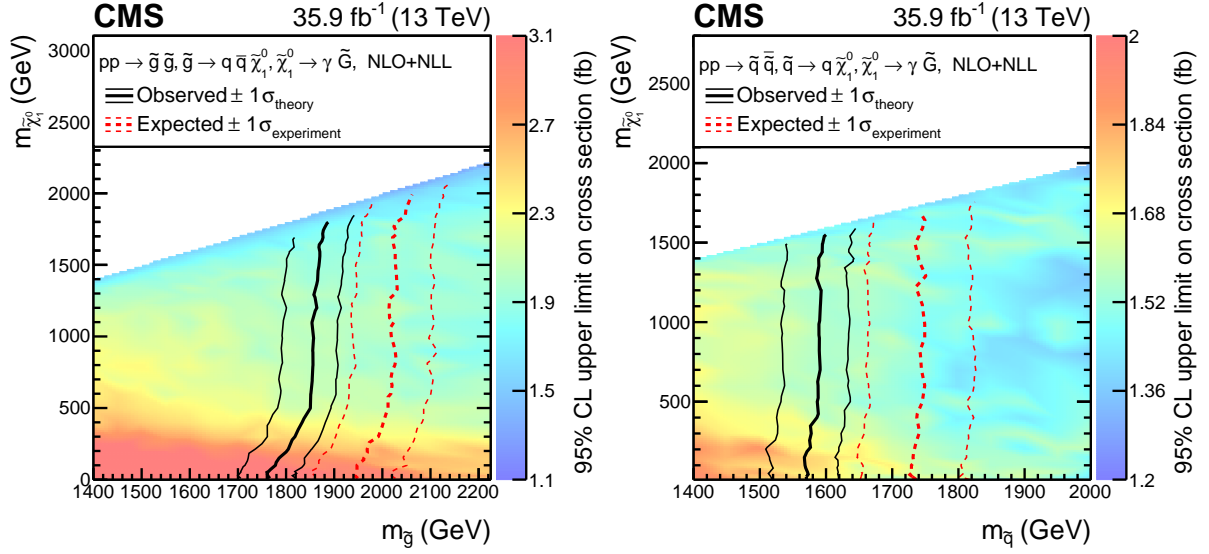 CMS 35.9 fb⁻¹ (13 TeV)
pp → g̃ g̃, g̃ → q q̄ χ̃₁⁰, χ̃₁⁰ → γ G̃, NLO+NLL
Observed ± 1σ_theory
Expected ± 1σ_experiment
m_χ̃₁⁰ (GeV)
3000
2500
2000
1500
1000
500
0
1400 1500 1600 1700 1800 1900 2000 2100 2200
m_g̃ (GeV)
3.1
2.7
2.3
1.9
1.5
1.1
95% CL upper limit on cross section (fb)
CMS 35.9 fb⁻¹ (13 TeV)
pp → q̃ q̃̄, q̃ → q χ̃₁⁰, χ̃₁⁰ → γ G̃, NLO+NLL
Observed ± 1σ_theory
Expected ± 1σ_experiment
m_χ̃₁⁰ (GeV)
2500
2000
1500
1000
500
0
1400 1500 1600 1700 1800 1900 2000
m_q̃ (GeV)
2
1.84
1.68
1.52
1.36
1.2
95% CL upper limit on cross section (fb)